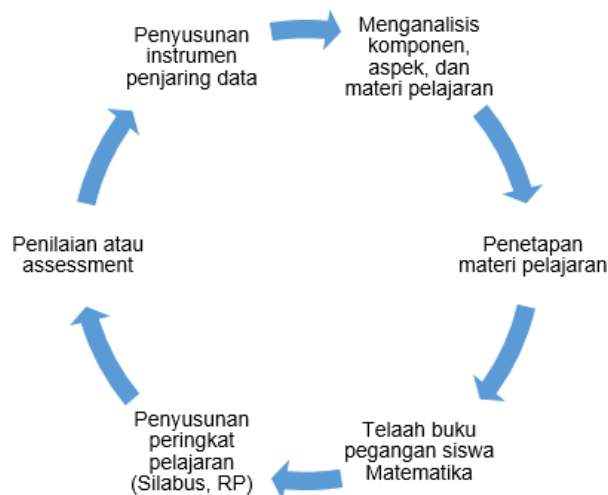 Penyusunan
instrumen
penjaring data
Menganalisis
komponen,
aspek, dan
materi pelajaran
Penetapan
materi pelajaran
Telaah buku
pegangan siswa
Matematika
Penyusunan
peringkat
pelajaran
(Silabus, RP)
Penilaian atau
assessment